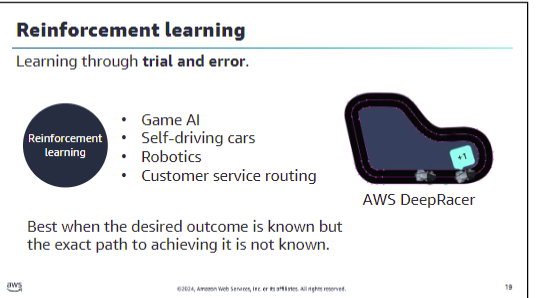 Reinforcement learning
Learning through trial and error.
Reinforcement
learning
• Game AI
• Self-driving cars
• Robotics
• Customer service routing
+1
AWS DeepRacer
Best when the desired outcome is known but
the exact path to achieving it is not known.
aws
©2024, Amazon Web Services, Inc. or its affiliates. All rights reserved.
19